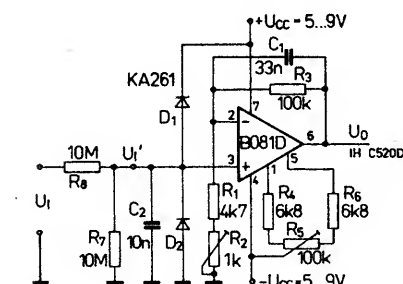 +Ucc = 5...9V
C1
33n
KA261
R3
100k
D1
7
2
−
B081D
6
U0
IH C520D
10M
UI'
3
+
5
1
4
R8
UI
R1
4k7
R4
6k8
R6
6k8
C2
10n
D2
R7
10M
R2
1k
R5
100k
−Ucc = 5...9V